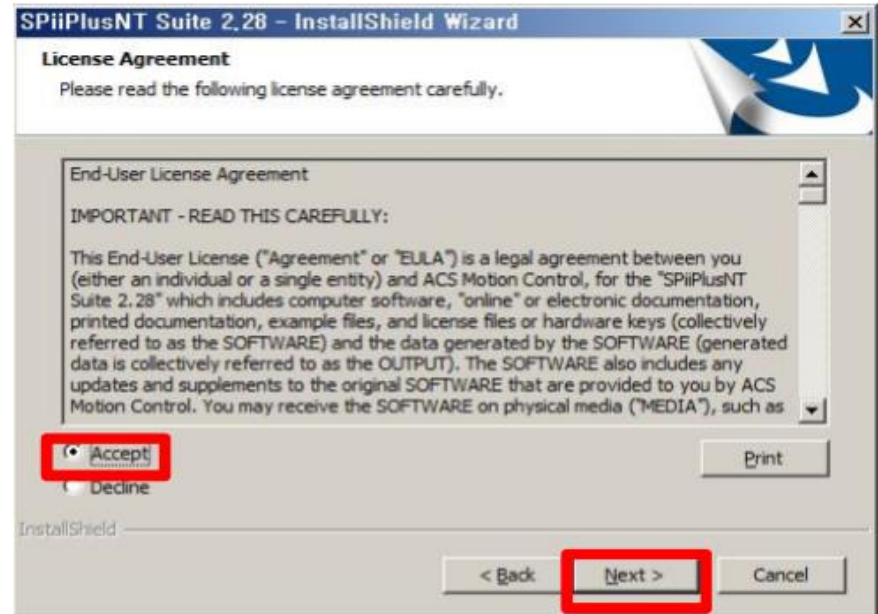 SPiiPlusNT Suite 2,28 - InstallShield Wizard
License Agreement
Please read the following license agreement carefully.
End-User License Agreement
IMPORTANT - READ THIS CAREFULLY:
This End-User License ("Agreement" or "EULA") is a legal agreement between you
(either an individual or a single entity) and ACS Motion Control, for the "SPiiPlusNT
Suite 2.28" which includes computer software, "online" or electronic documentation,
printed documentation, example files, and license files or hardware keys (collectively
referred to as the SOFTWARE) and the data generated by the SOFTWARE (generated
data is collectively referred to as the OUTPUT). The SOFTWARE also includes any
updates and supplements to the original SOFTWARE that are provided to you by ACS
Motion Control. You may receive the SOFTWARE on physical media ("MEDIA"), such as
Accept
Print
Decline
InstallShield
< Back
Next >
Cancel